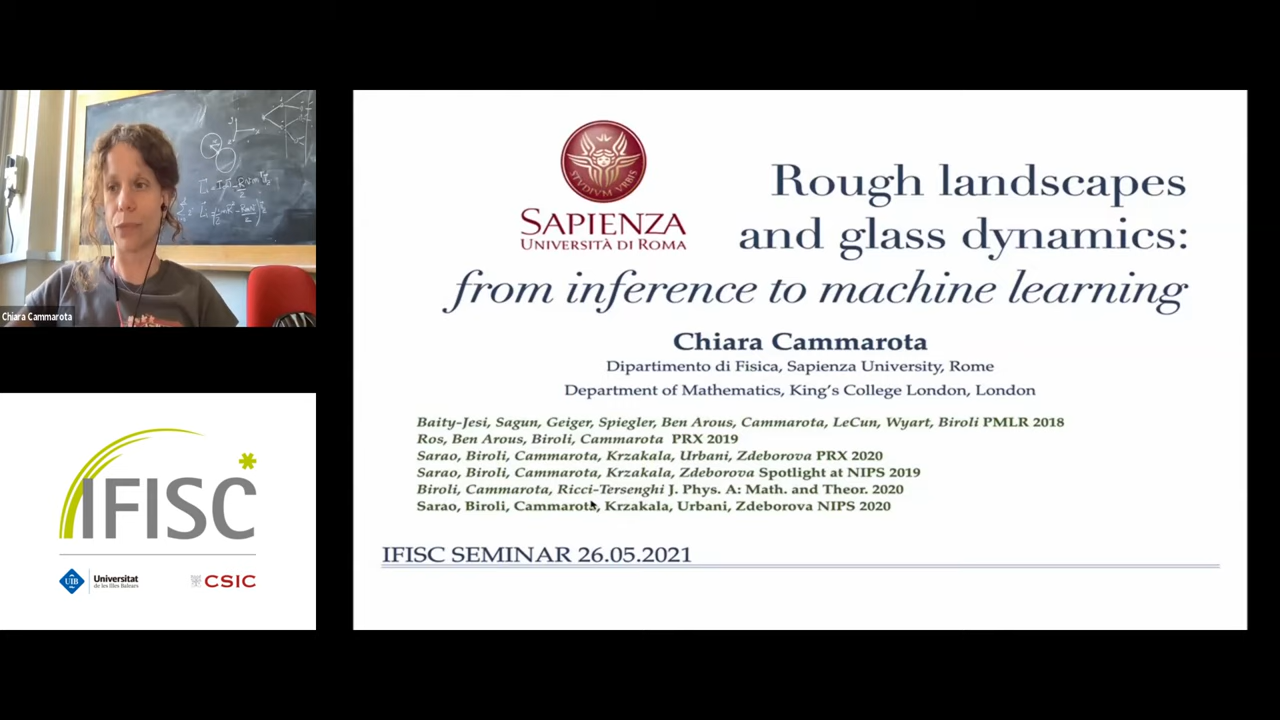 Chiara Cammarota
IFISC
UIB
Universitat
de les Illes Balears
CSIC
STUDIUM URBIS
SAPIENZA
UNIVERSITÀ DI ROMA
Rough landscapes
and glass dynamics:
from inference to machine learning
Chiara Cammarota
Dipartimento di Fisica, Sapienza University, Rome
Department of Mathematics, King's College London, London
Baity-Jesi, Sagun, Geiger, Spiegler, Ben Arous, Cammarota, LeCun, Wyart, Biroli PMLR 2018
Ros, Ben Arous, Biroli, Cammarota PRX 2019
Sarao, Biroli, Cammarota, Krzakala, Urbani, Zdeborova PRX 2020
Sarao, Biroli, Cammarota, Krzakala, Zdeborova Spotlight at NIPS 2019
Biroli, Cammarota, Ricci-Tersenghi J. Phys. A: Math. and Theor. 2020
Sarao, Biroli, Cammarota, Krzakala, Urbani, Zdeborova NIPS 2020
IFISC SEMINAR 26.05.2021